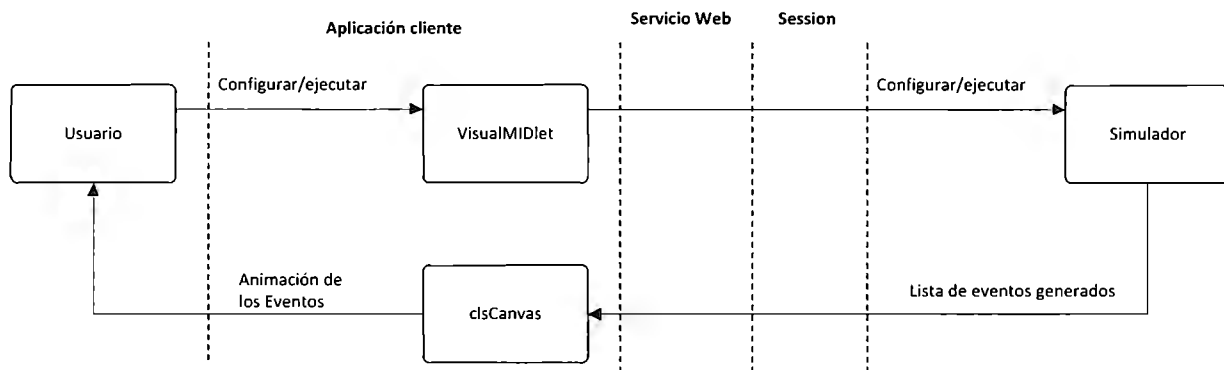 Aplicación cliente
Servicio Web
Session
Configurar/ejecutar
Configurar/ejecutar
Usuario
VisualMIDlet
Simulador
Animación de
los Eventos
clsCanvas
Lista de eventos generados